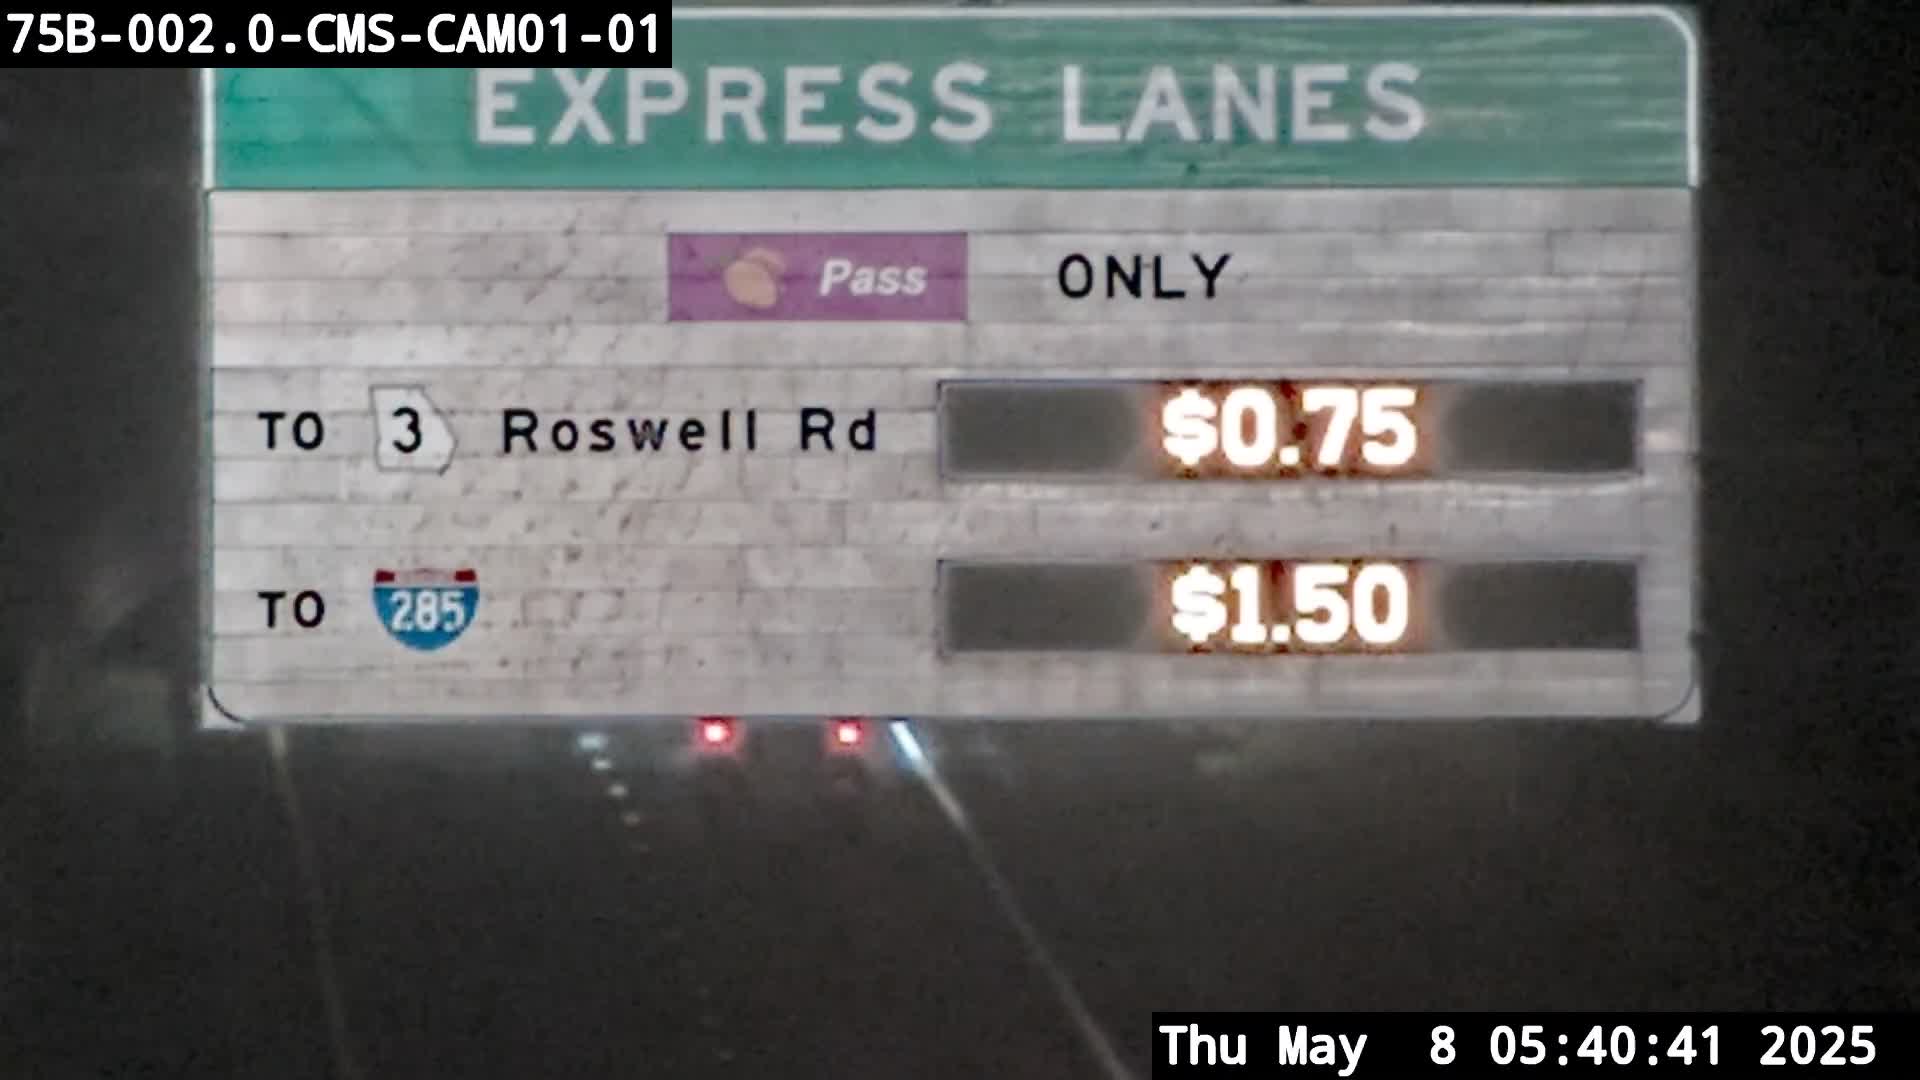 75B-002.0-CMS-CAM01-01
EXPRESS LANES
Pass ONLY
TO 3 Roswell Rd $0.75
TO 285 $1.50
Thu May 8 05:40:41 2025